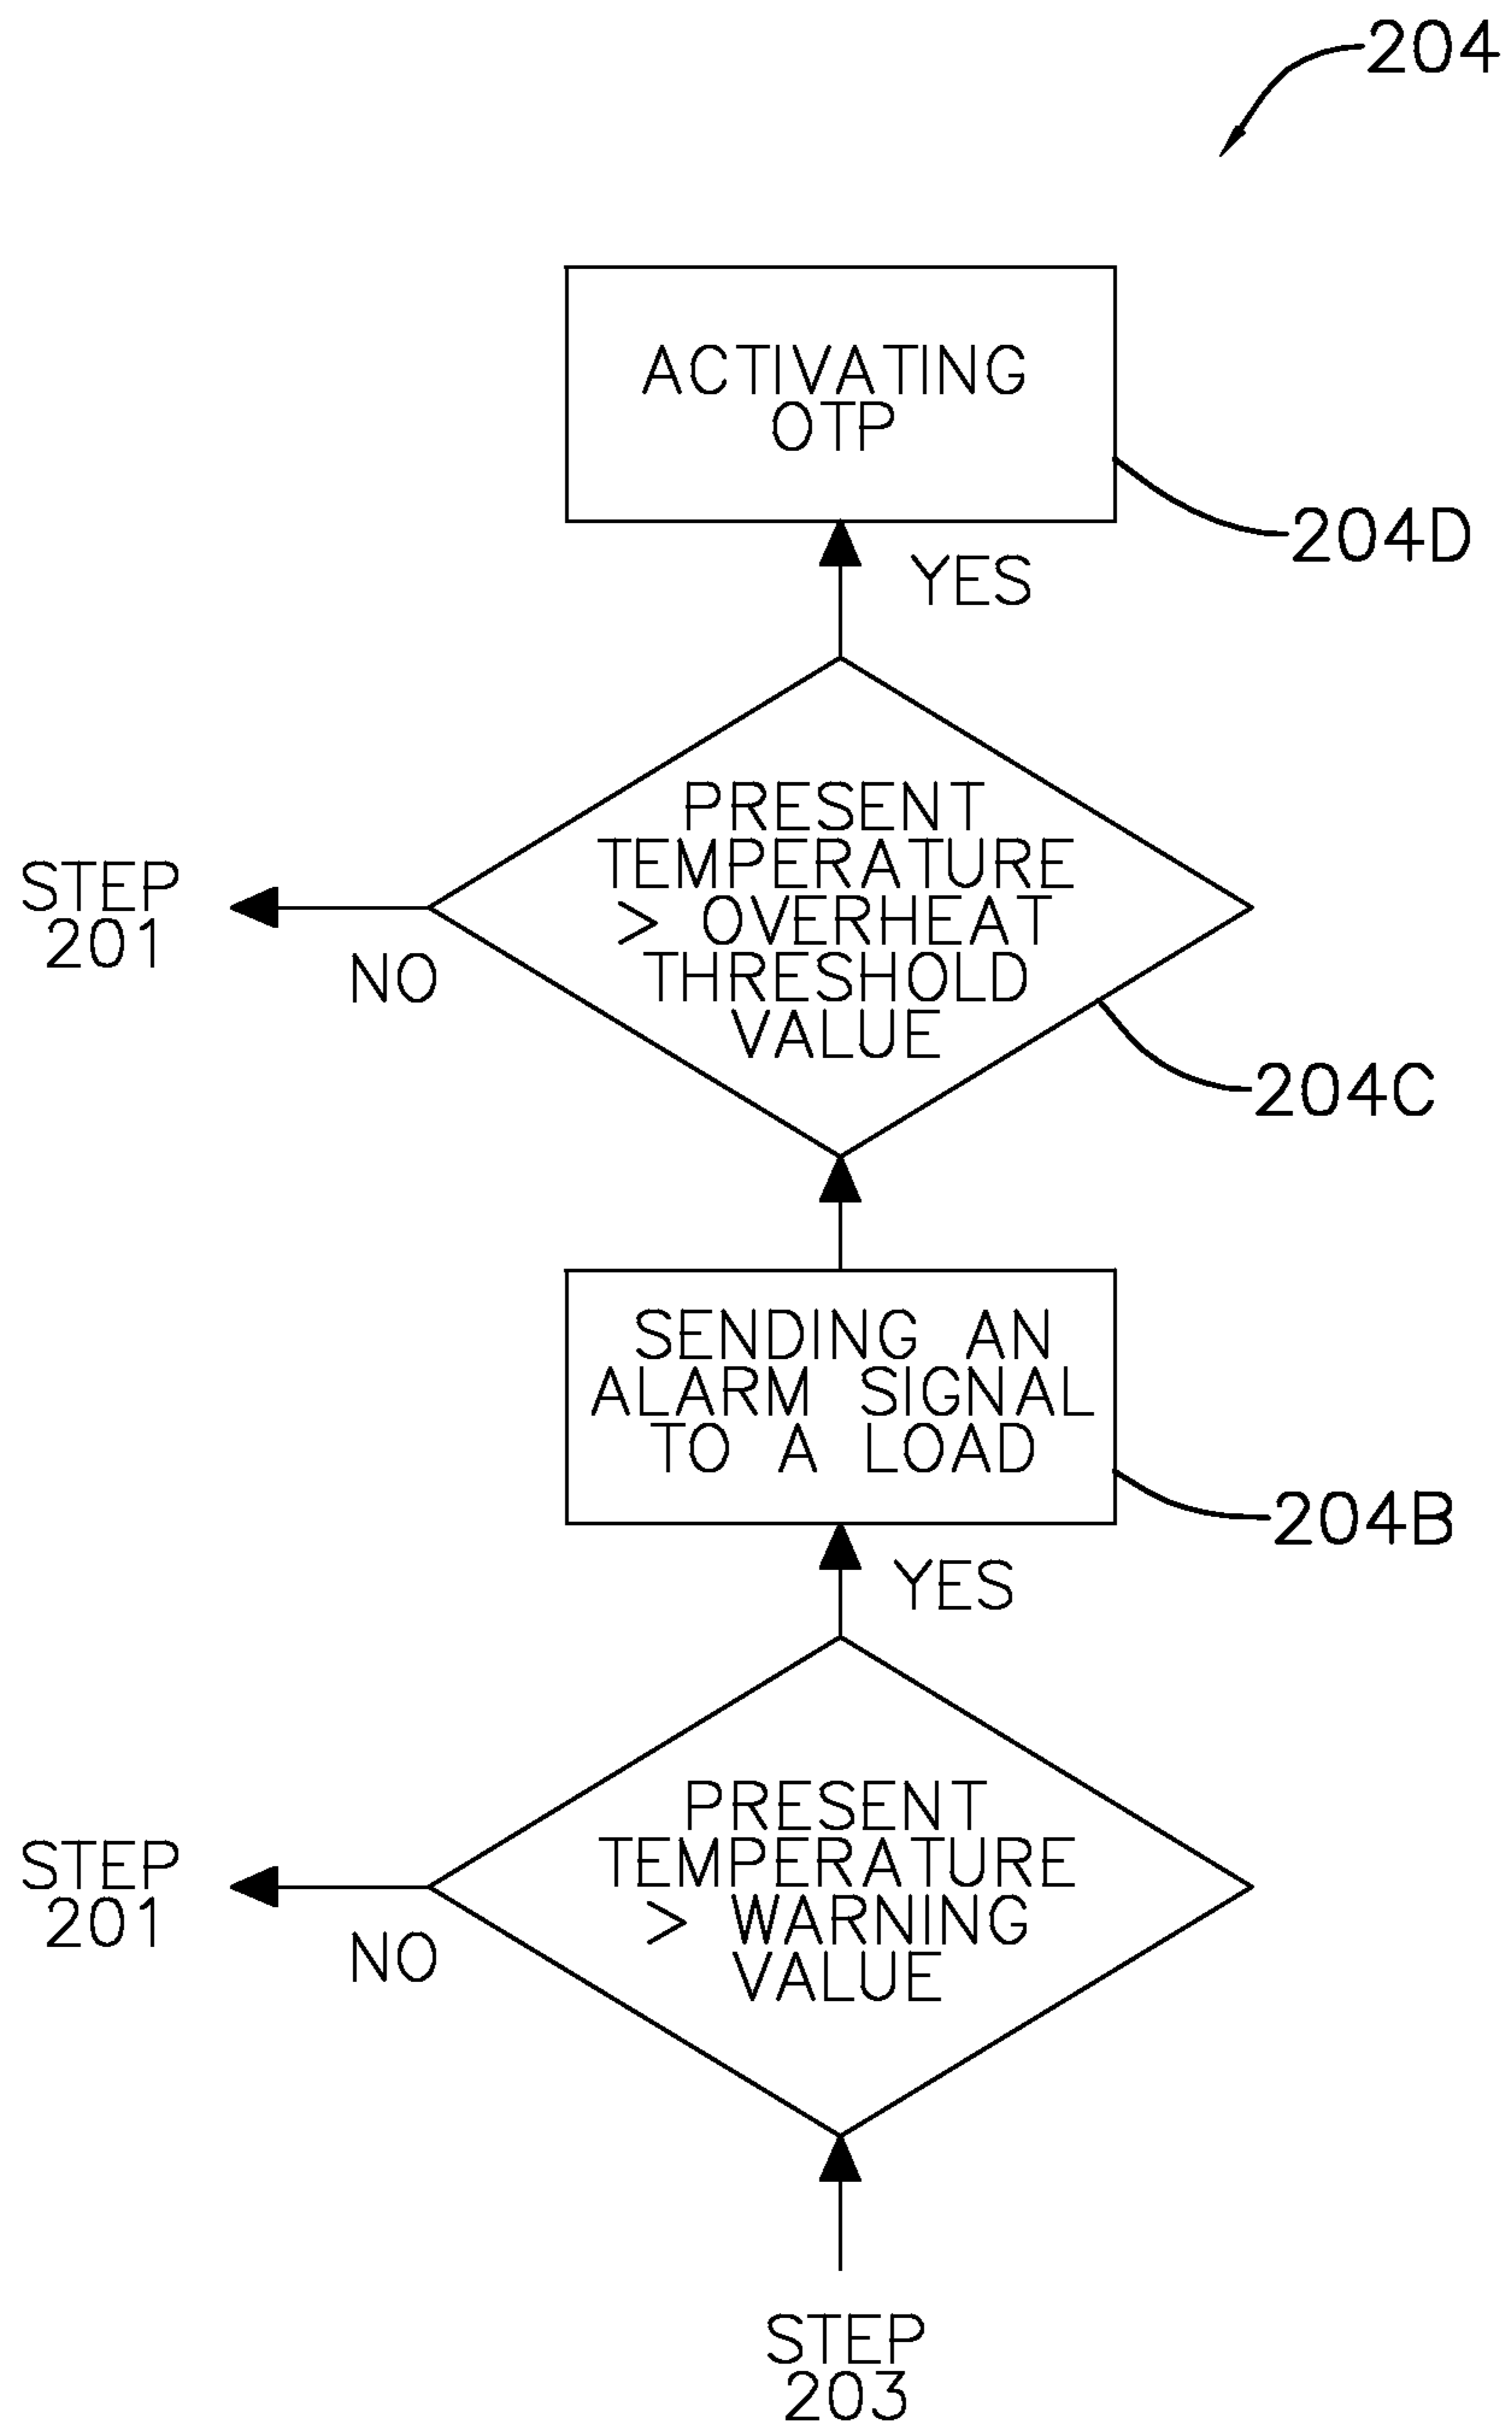 204
ACTIVATING
OTP
204D
YES
PRESENT
TEMPERATURE
> OVERHEAT
THRESHOLD
VALUE
STEP
201
NO
204C
SENDING AN
ALARM SIGNAL
TO A LOAD
204B
YES
PRESENT
TEMPERATURE
> WARNING
VALUE
STEP
201
NO
STEP
203